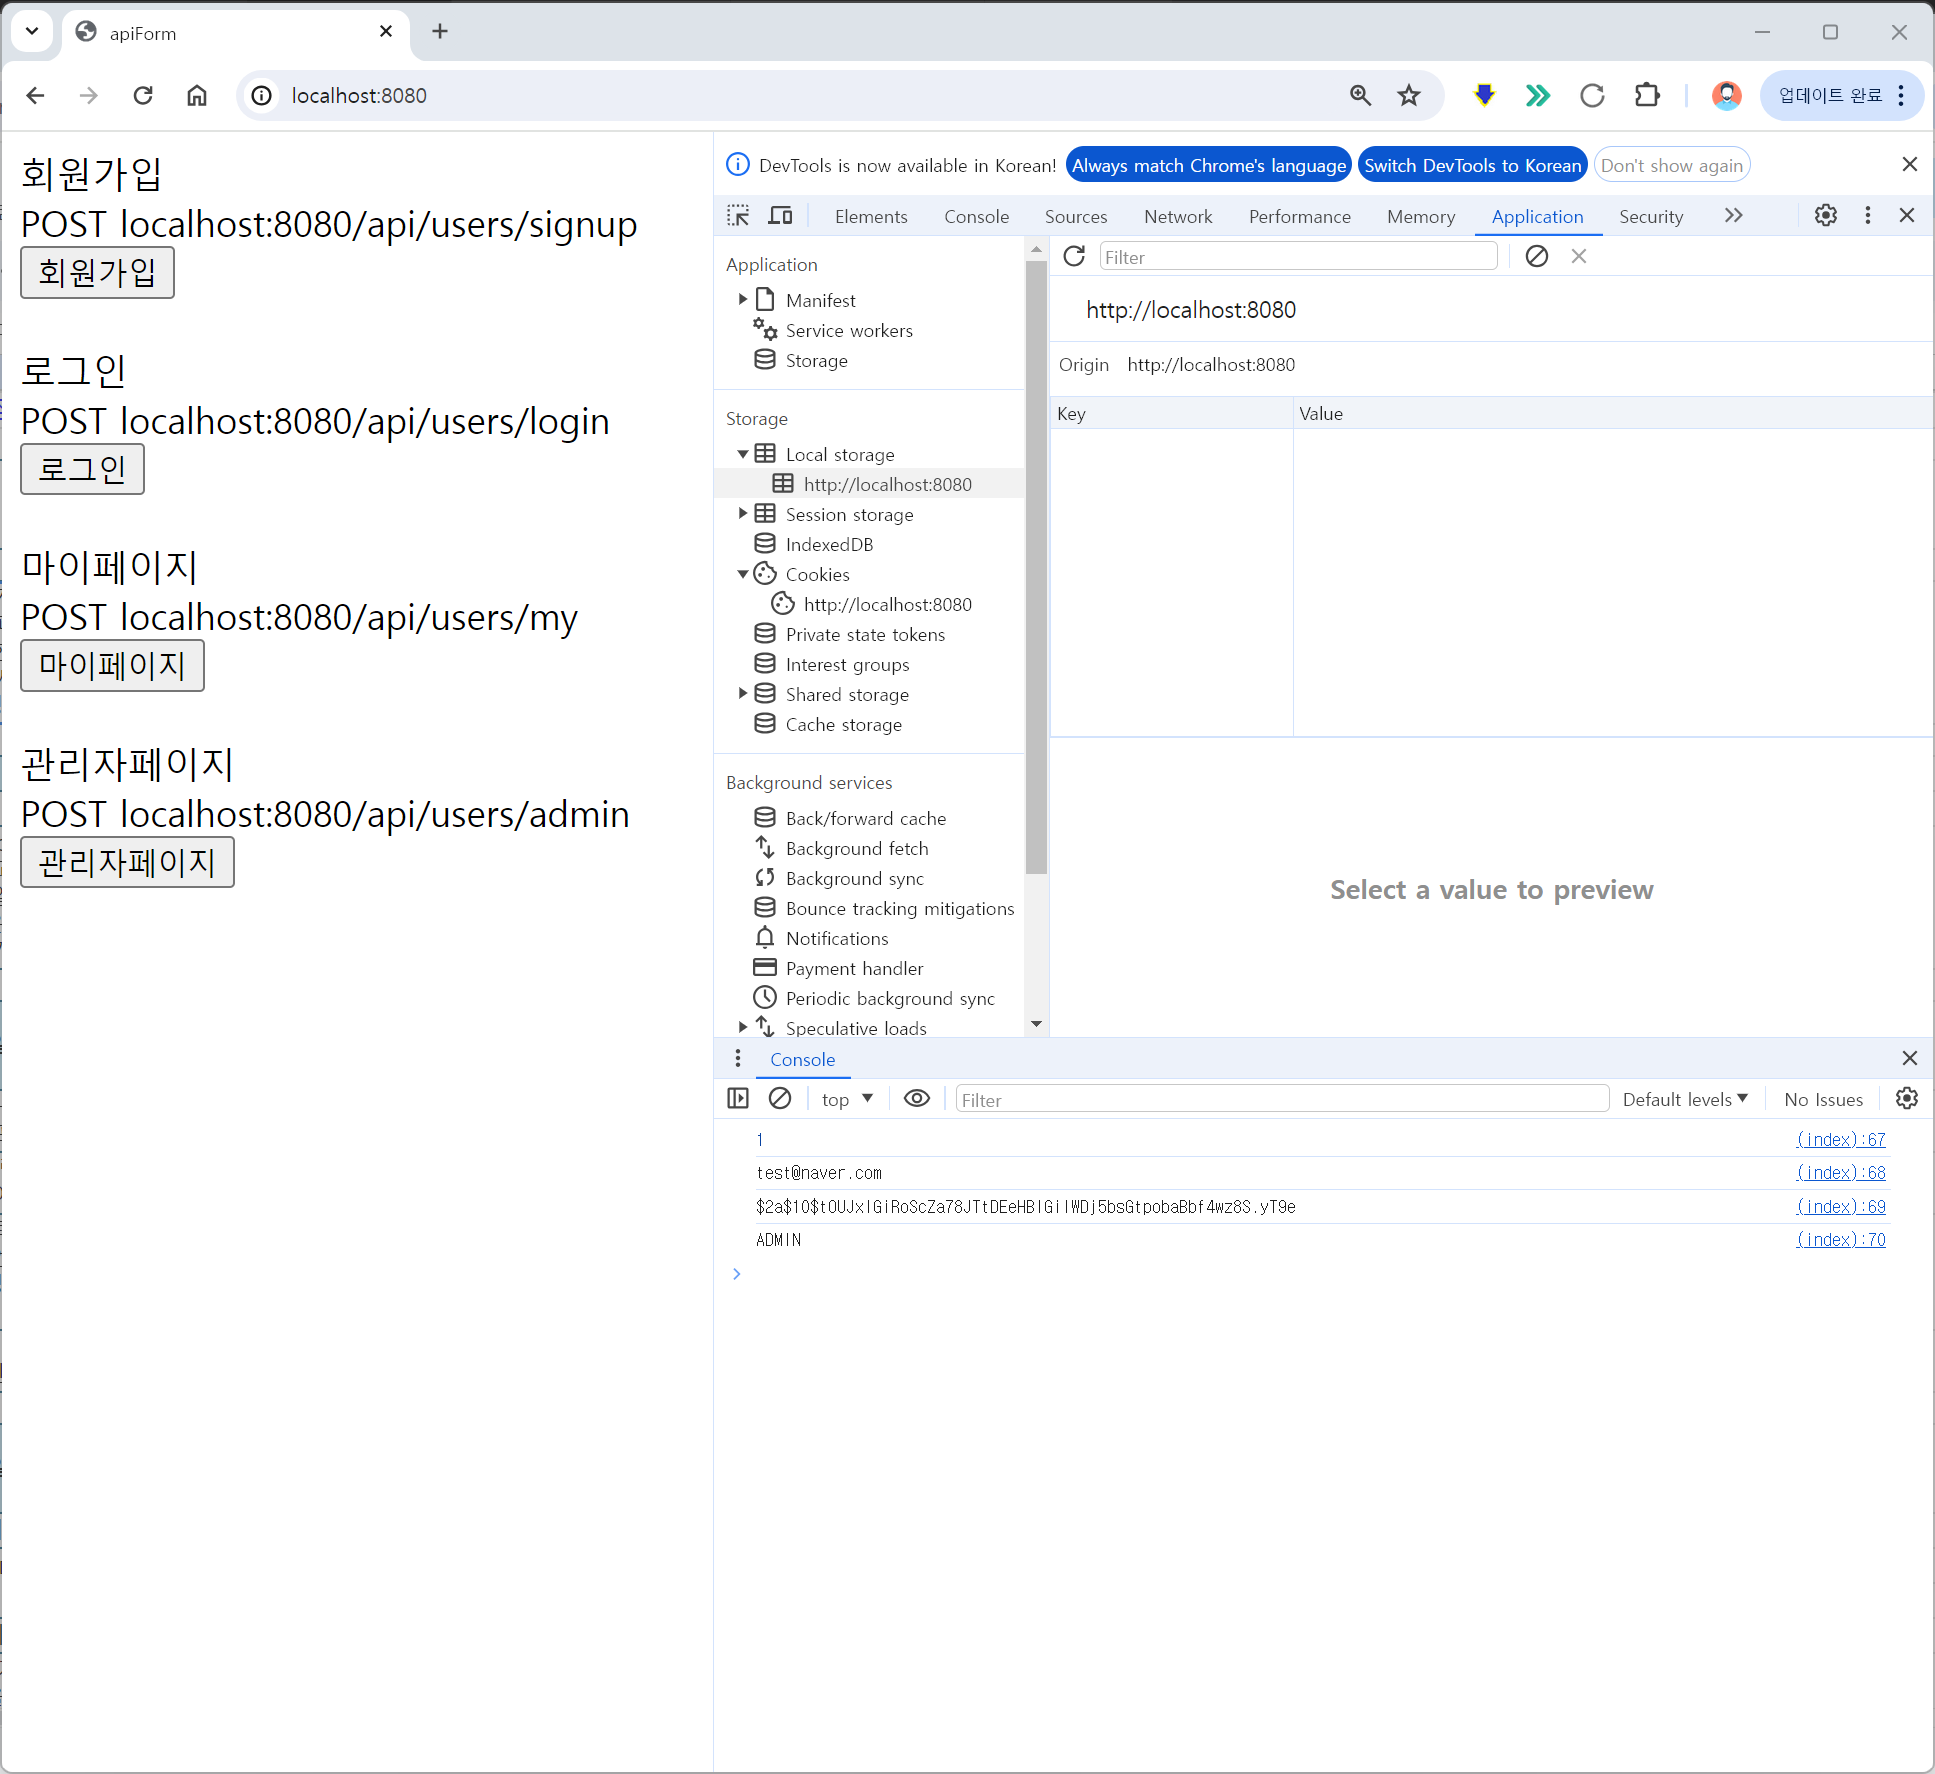 apiForm
localhost:8080
업데이트 완료
회원가입
POST localhost:8080/api/users/signup
회원가입
로그인
POST localhost:8080/api/users/login
로그인
마이페이지
POST localhost:8080/api/users/my
마이페이지
관리자페이지
POST localhost:8080/api/users/admin
관리자페이지
DevTools is now available in Korean! Always match Chrome's language Switch DevTools to Korean Don't show again
Elements Console Sources Network Performance Memory Application Security
Application
Manifest
Service workers
Storage
Storage
Local storage
http://localhost:8080
Session storage
IndexedDB
Cookies
http://localhost:8080
Private state tokens
Interest groups
Shared storage
Cache storage
Background services
Back/forward cache
Background fetch
Background sync
Bounce tracking mitigations
Notifications
Payment handler
Periodic background sync
Speculative loads
Filter
http://localhost:8080
Origin http://localhost:8080
Key Value
Select a value to preview
Console
top Filter Default levels No Issues
1 (index):67
test@naver.com (index):68
(index):69
ADMIN (index):70